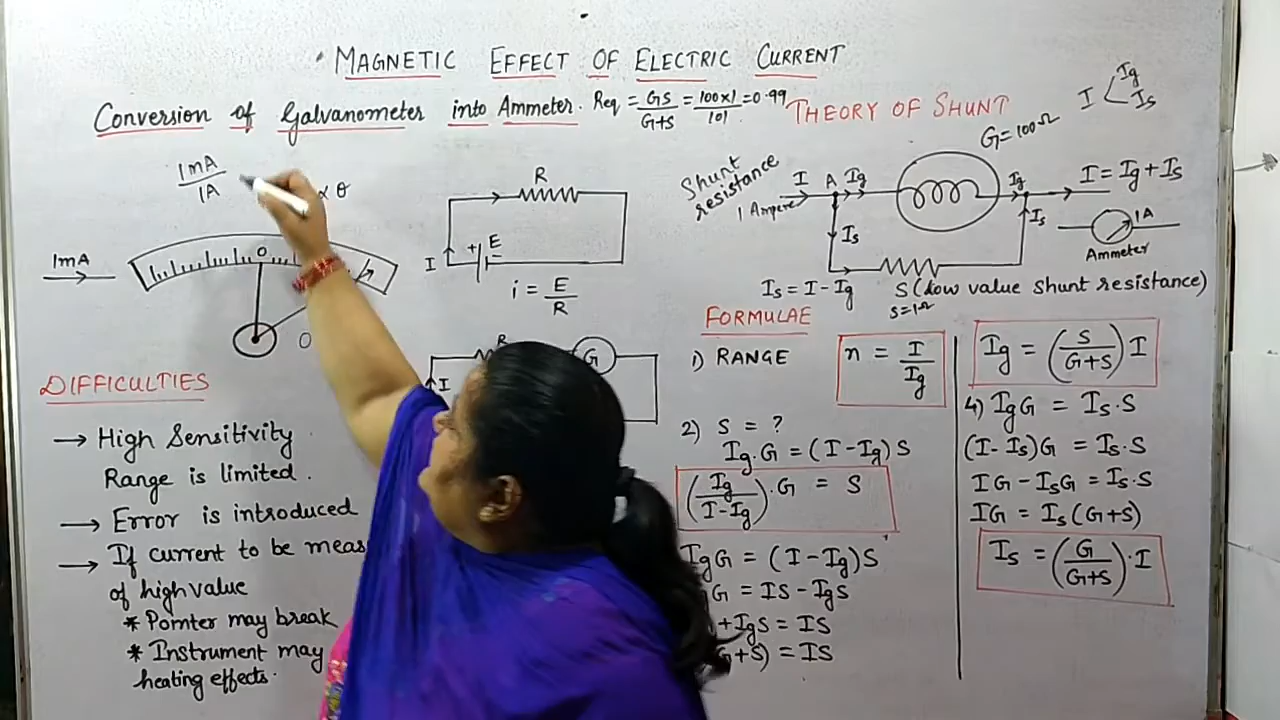 MAGNETIC EFFECT OF ELECTRIC CURRENT
Conversion of Galvanometer into Ammeter. Req = GS/G+S = 100x1/101 = 0.99
THEORY OF SHUNT
I Ig Is
1mA/1A
∝ θ
1mA
0
R
+ E -
I
i = E/R
G
I
Shunt resistance
G = 100Ω
I A Ig
1 Ampere
Ig
I = Ig + Is
Is
Is
1A
Ammeter
Is = I - Ig
S (low value shunt resistance)
S = 1Ω
DIFFICULTIES
→ High Sensitivity
Range is limited.
→ Error is introduced
→ If current to be meas
of high value
* Pointer may break
* Instrument may
heating effects.
FORMULAE
1) RANGE
n = I/Ig
2) S = ?
Ig.G = (I - Ig) S
(Ig/I-Ig).G = S
IgG = (I - Ig)S
G = IS - IgS
+ IgS = IS
+S) = IS
Ig = (S/G+S) I
4) IgG = Is.S
(I - Is)G = Is.S
IG - IsG = Is.S
IG = Is(G+S)
Is = (G/G+S).I